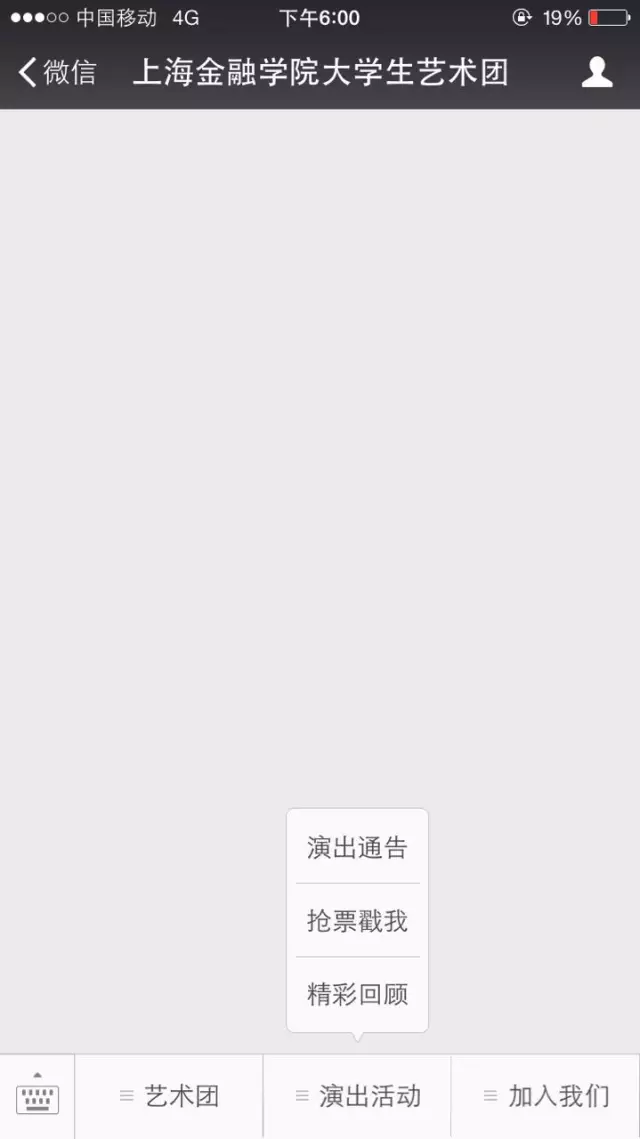 中国移动 4G 下午6:00 19%
微信 上海金融学院大学生艺术团
演出通告
抢票戳我
精彩回顾
艺术团 演出活动 加入我们